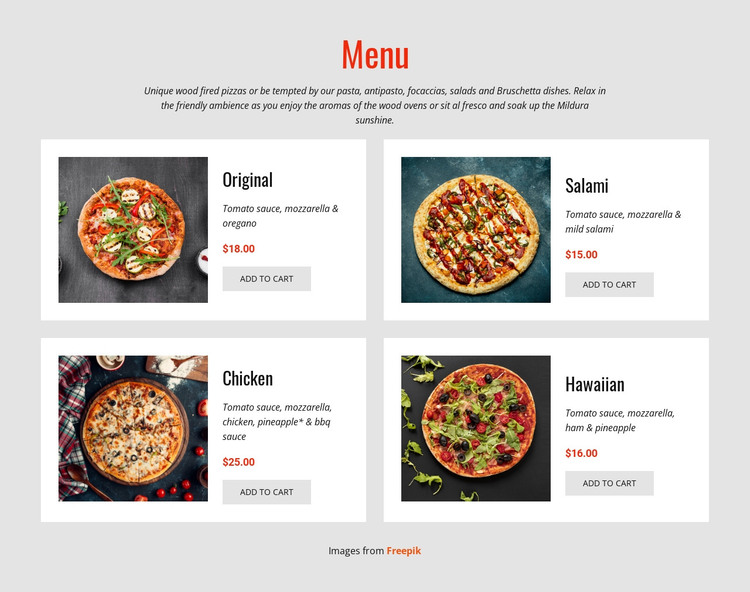 Menu
Unique wood fired pizzas or be tempted by our pasta, antipasto, focaccias, salads and Bruschetta dishes. Relax in
the friendly ambience as you enjoy the aromas of the wood ovens or sit al fresco and soak up the Mildura
sunshine.
Original
Tomato sauce, mozzarella &
oregano
$18.00
ADD TO CART
Salami
Tomato sauce, mozzarella &
mild salami
$15.00
ADD TO CART
Chicken
Tomato sauce, mozzarella,
chicken, pineapple* & bbq
sauce
$25.00
ADD TO CART
Hawaiian
Tomato sauce, mozzarella,
ham & pineapple
$16.00
ADD TO CART
Images from Freepik